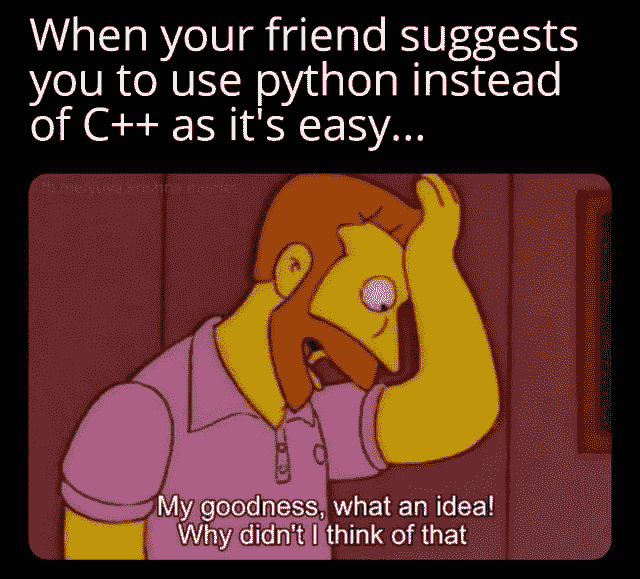 When your friend suggests
you to use python instead
of C++ as it's easy...
My goodness, what an idea!
Why didn't I think of that